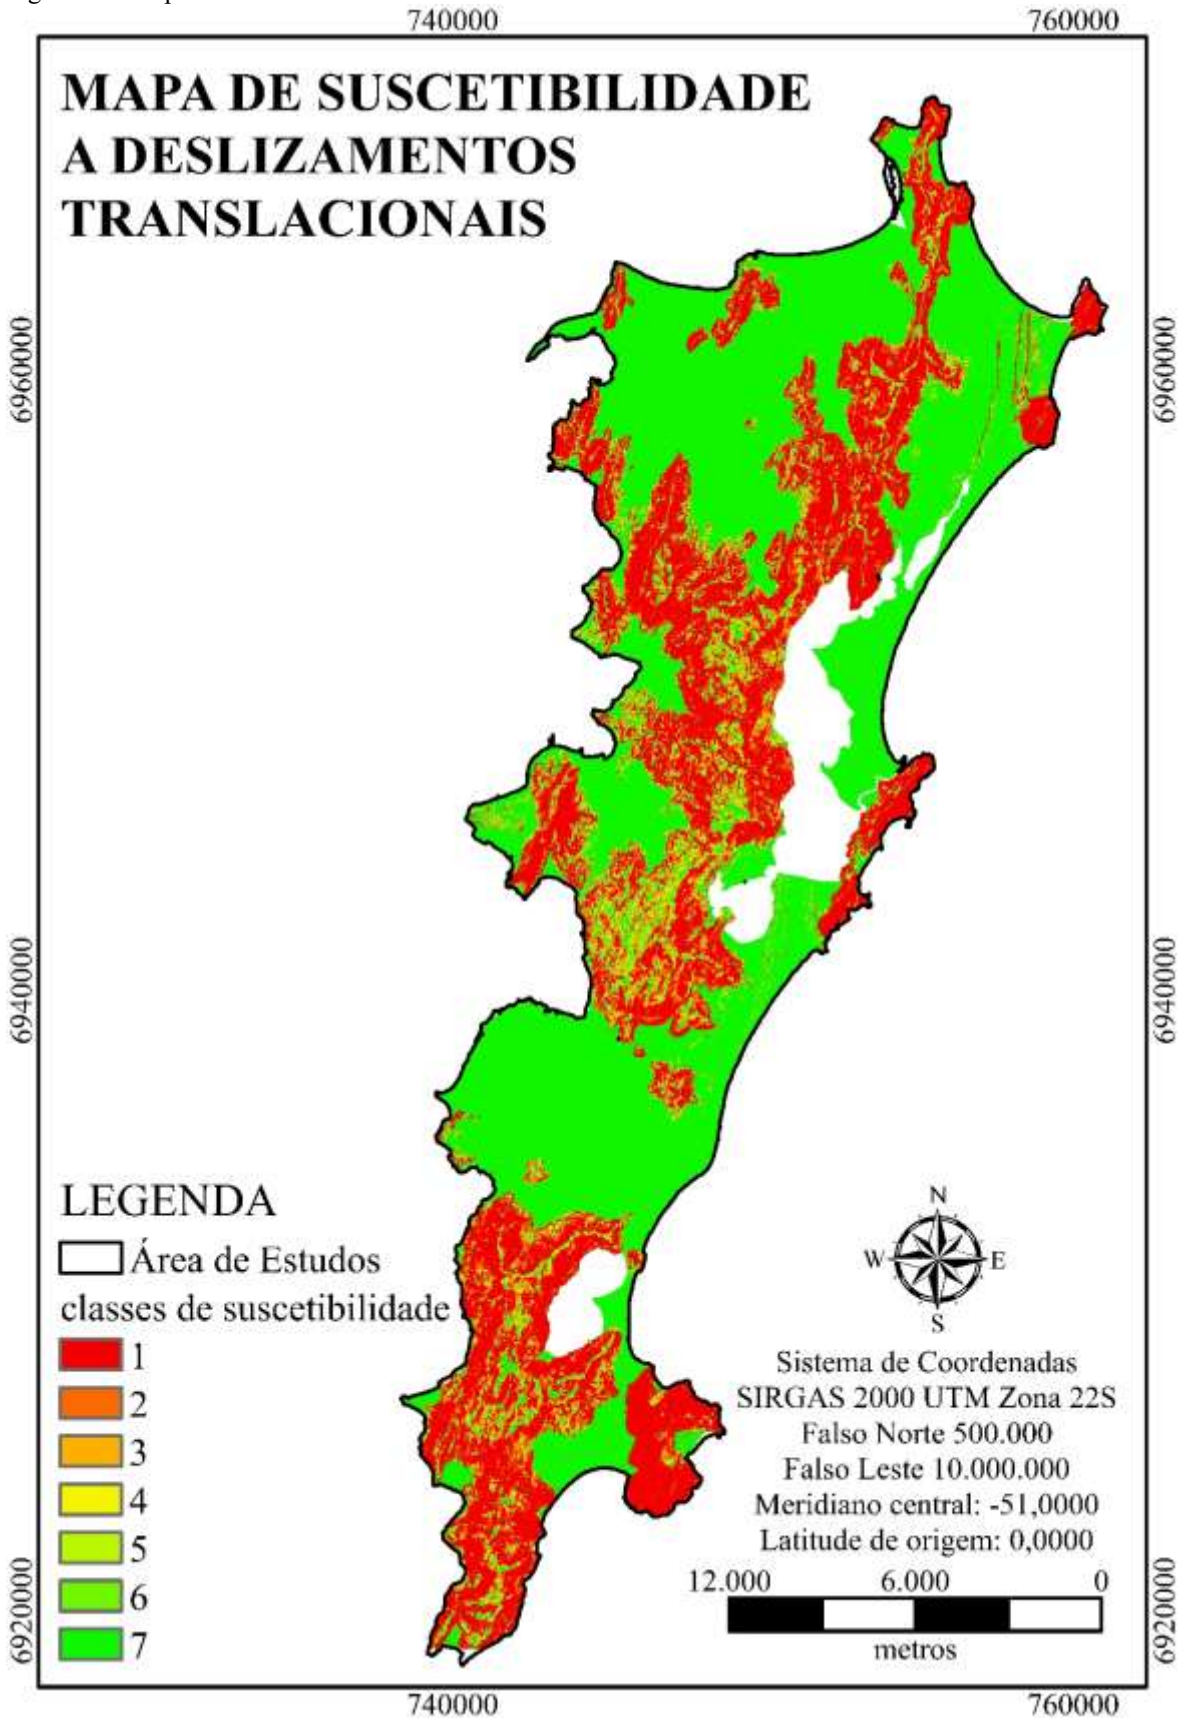 740000 760000
MAPA DE SUSCETIBILIDADE
A DESLIZAMENTOS
TRANSLACIONAIS
6960000 6960000
6940000 6940000
LEGENDA
Área de Estudos
classes de suscetibilidade
1
2
3
4
5
6
7
N
W E
S
Sistema de Coordenadas
SIRGAS 2000 UTM Zona 22S
Falso Norte 500.000
Falso Leste 10.000.000
Meridiano central: -51,0000
Latitude de origem: 0,0000
12.000 6.000 0
metros
6920000 6920000
740000 760000